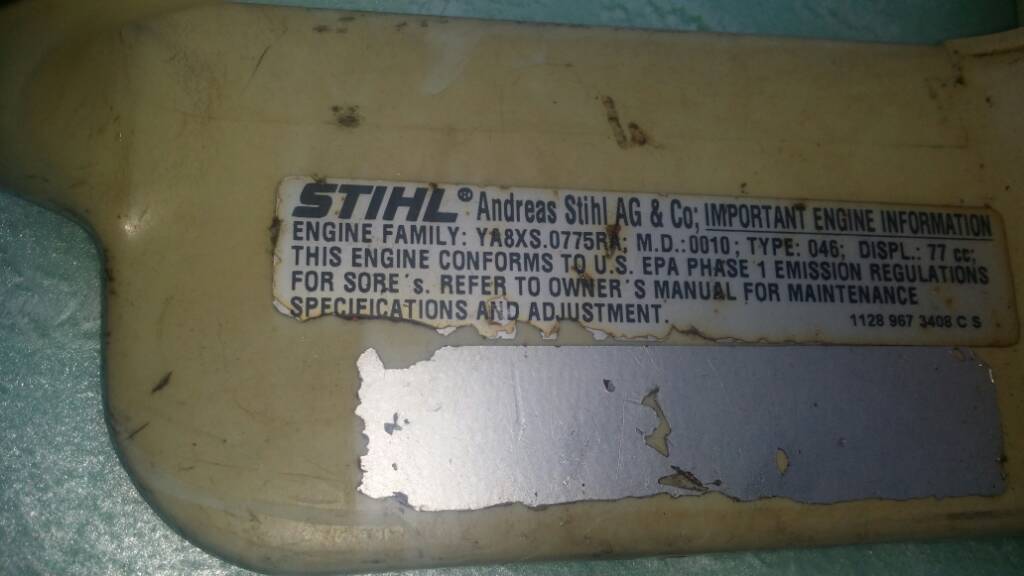 STIHL® Andreas Stihl AG & Co; IMPORTANT ENGINE INFORMATION
ENGINE FAMILY: YA8XS.0775RA; M.D.:0010; TYPE: 046; DISPL.: 77 cc;
THIS ENGINE CONFORMS TO U.S. EPA PHASE 1 EMISSION REGULATIONS
FOR SORE´s. REFER TO OWNER´S MANUAL FOR MAINTENANCE
SPECIFICATIONS AND ADJUSTMENT.
1128 967 3408 C S